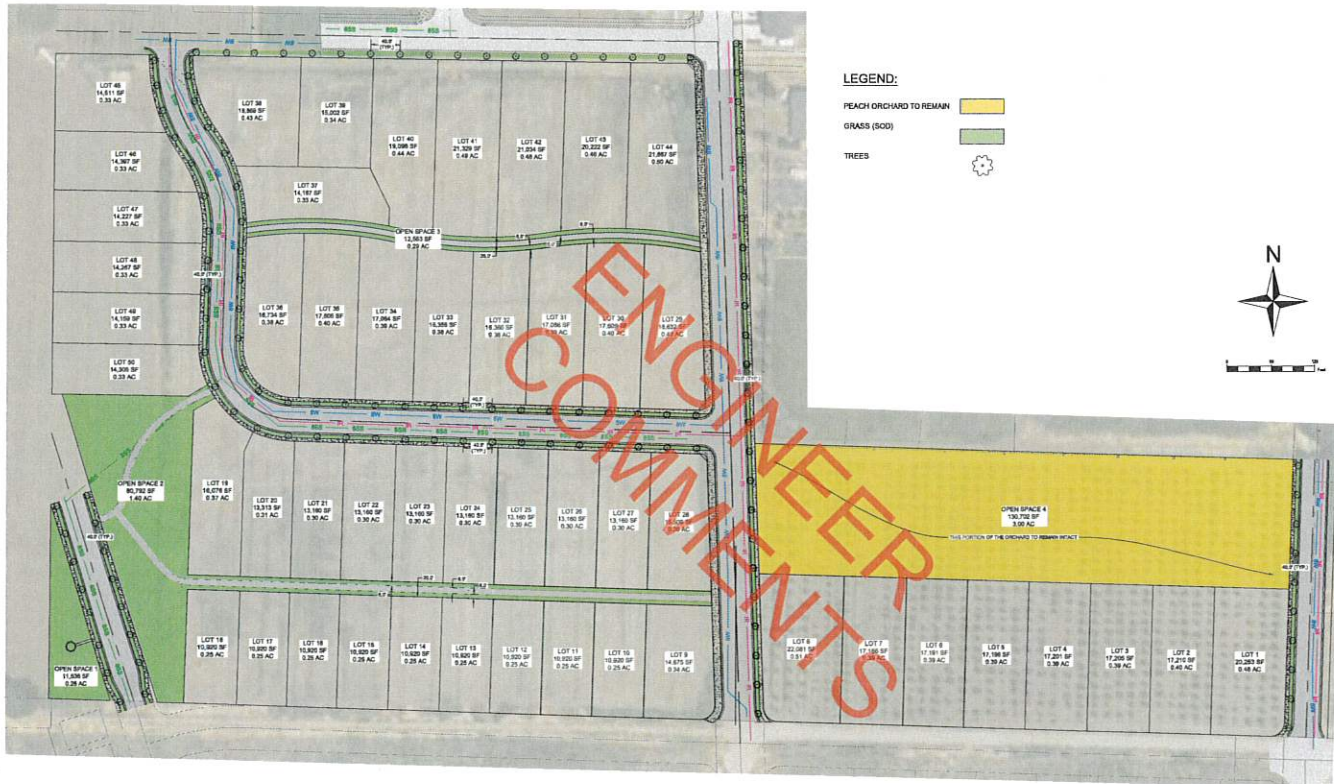 LEGEND:
PEACH ORCHARD TO REMAIN
GRASS (SOD)
TREES
N
LOT 45
14,511 SF
0.33 AC
LOT 46
14,397 SF
0.33 AC
LOT 47
14,227 SF
0.33 AC
LOT 48
14,267 SF
0.33 AC
LOT 49
14,159 SF
0.33 AC
LOT 50
14,305 SF
0.33 AC
LOT 38
18,869 SF
0.43 AC
LOT 39
15,002 SF
0.34 AC
LOT 40
19,098 SF
0.44 AC
LOT 41
21,329 SF
0.49 AC
LOT 42
21,034 SF
0.48 AC
LOT 43
20,222 SF
0.46 AC
LOT 44
21,867 SF
0.50 AC
LOT 37
14,187 SF
0.33 AC
OPEN SPACE 3
12,563 SF
0.29 AC
LOT 36
16,734 SF
0.38 AC
LOT 35
17,606 SF
0.40 AC
LOT 34
17,064 SF
0.39 AC
LOT 33
16,359 SF
0.38 AC
LOT 32
16,360 SF
0.38 AC
LOT 31
17,086 SF
LOT 30
17,609 SF
0.40 AC
LOT 29
18,632 SF
LOT 19
16,076 SF
0.37 AC
LOT 20
13,313 SF
0.31 AC
LOT 21
13,160 SF
0.30 AC
LOT 22
13,160 SF
0.30 AC
LOT 23
13,160 SF
0.30 AC
LOT 24
13,160 SF
0.30 AC
LOT 25
13,160 SF
0.30 AC
LOT 26
13,160 SF
0.30 AC
LOT 27
13,160 SF
0.30 AC
LOT 28
OPEN SPACE 2
0,792 SF
1.40 AC
OPEN SPACE 1
0.26 AC
LOT 18
10,920 SF
0.25 AC
LOT 17
10,920 SF
0.25 AC
LOT 16
10,920 SF
0.25 AC
LOT 15
10,920 SF
0.25 AC
LOT 14
10,920 SF
0.25 AC
LOT 13
10,920 SF
0.25 AC
LOT 12
10,920 SF
0.25 AC
LOT 11
10,920 SF
0.25 AC
LOT 10
10,920 SF
0.25 AC
LOT 9
14,675 SF
0.34 AC
OPEN SPACE 4
130,702 SF
3.00 AC
THIS PORTION OF THE ORCHARD TO REMAIN INTACT
LOT 8
22,081 SF
0.51 AC
LOT 7
17,186 SF
LOT 6
17,191 SF
0.39 AC
LOT 5
17,196 SF
0.39 AC
LOT 4
17,201 SF
0.39 AC
LOT 3
17,205 SF
0.39 AC
LOT 2
17,210 SF
0.40 AC
LOT 1
20,283 SF
ENGINEER
COMMENTS